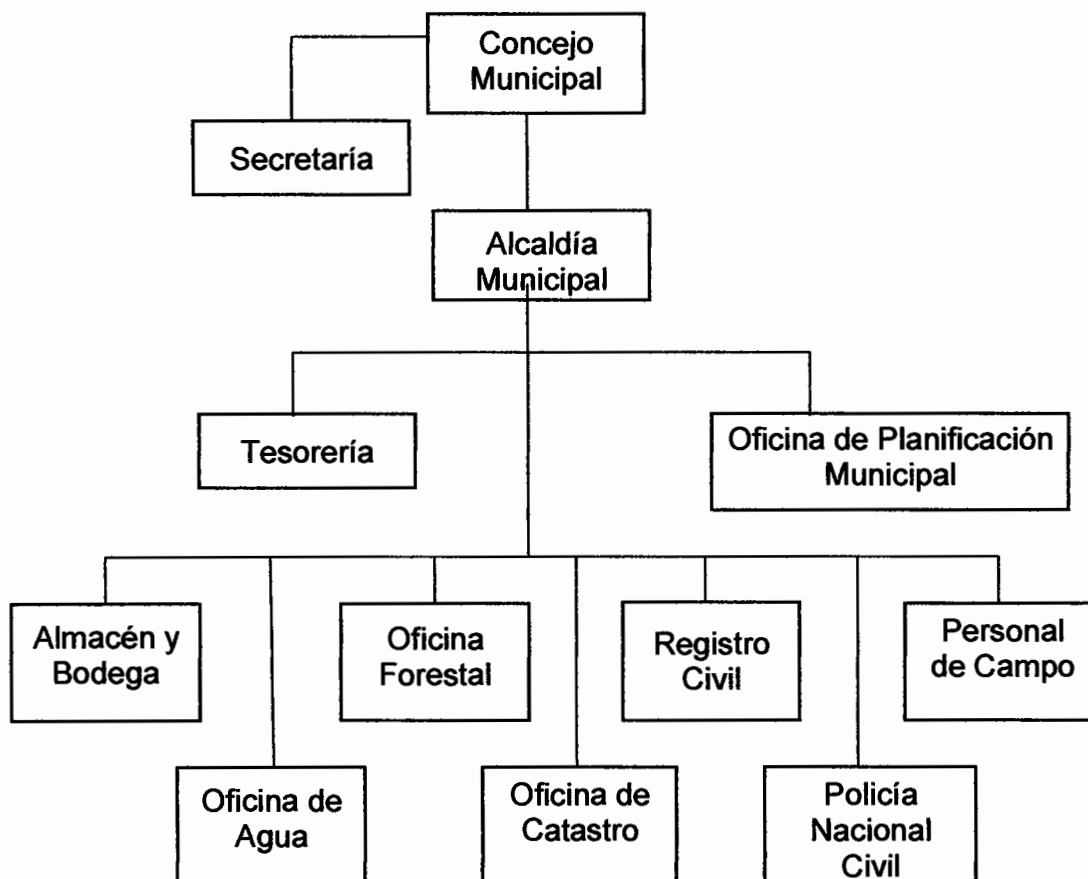 Concejo
Municipal
Secretaría
Alcaldía
Municipal
Tesorería
Oficina de Planificación
Municipal
Almacén y
Bodega
Oficina
Forestal
Registro
Civil
Personal
de Campo
Oficina de
Agua
Oficina de
Catastro
Policía
Nacional
Civil